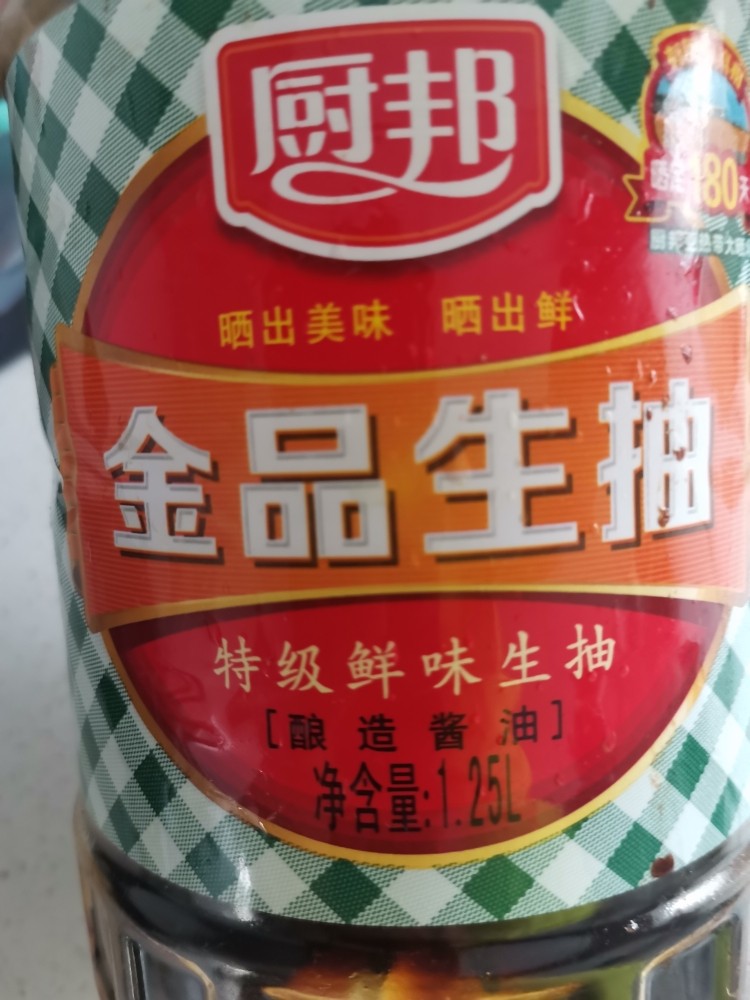 厨邦
180
晒出美味 晒出鲜
金品生抽
特级鲜味生抽
[酿造酱油]
净含量:1.25L